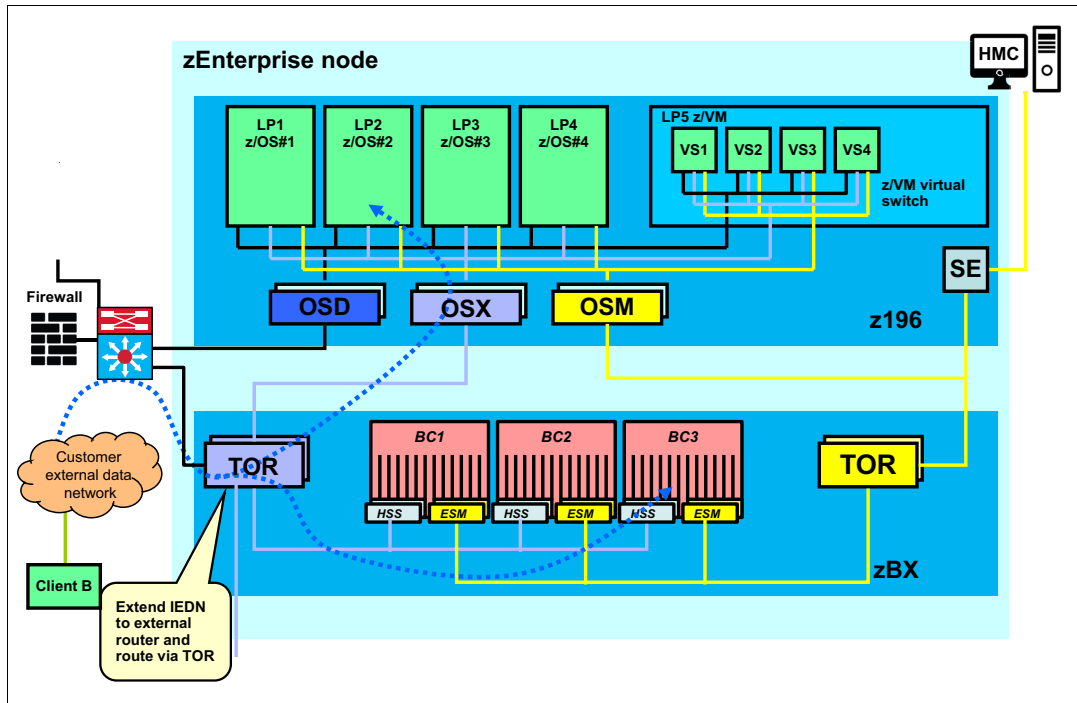 zEnterprise node
HMC
LP1
z/OS#1
LP2
z/OS#2
LP3
z/OS#3
LP4
z/OS#4
LP5 z/VM
VS1
VS2
VS3
VS4
z/VM virtual
switch
Firewall
OSD
OSX
OSM
SE
z196
Customer
external data
network
TOR
BC1
BC2
BC3
HSS
ESM
HSS
ESM
HSS
ESM
TOR
zBX
Client B
Extend IEDN
to external
router and
route via TOR